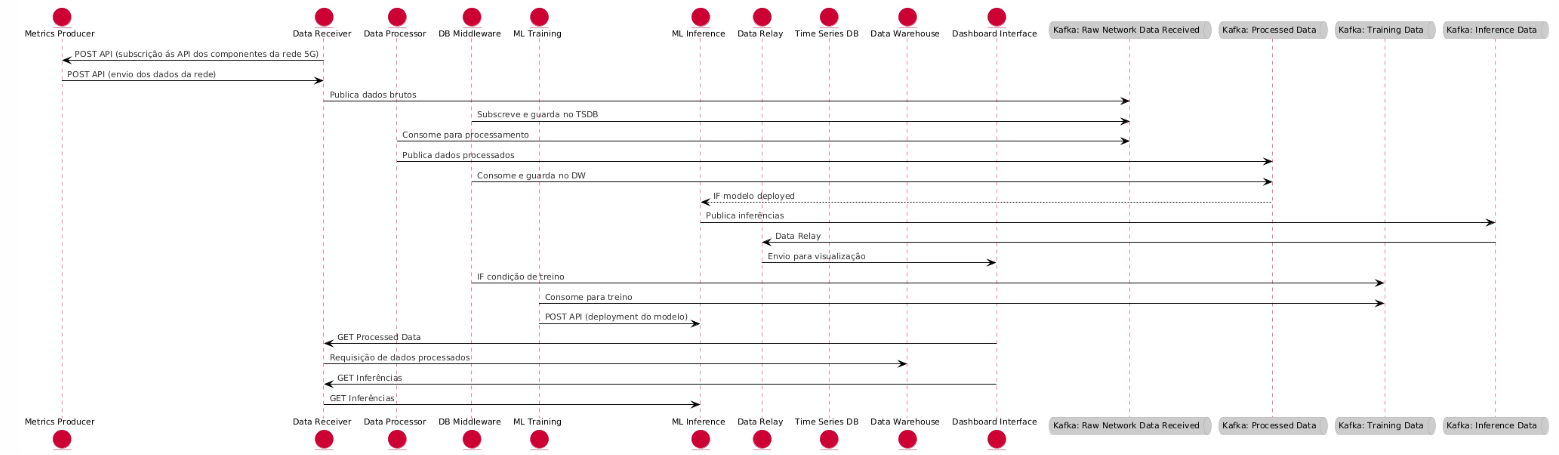 Metrics Producer
Data Receiver
Data Processor
DB Middleware
ML Training
ML Inference
Data Relay
Time Series DB
Data Warehouse
Dashboard Interface
Kafka: Raw Network Data Received
Kafka: Processed Data
Kafka: Training Data
Kafka: Inference Data
POST API (subscrição ás API dos componentes da rede 5G)
POST API (envio dos dados da rede)
Publica dados brutos
Subscreve e guarda no TSDB
Consome para processamento
Publica dados processados
Consome e guarda no DW
IF modelo deployed
Publica inferências
Data Relay
Envio para visualização
IF condição de treino
Consome para treino
POST API (deployment do modelo)
GET Processed Data
Requisição de dados processados
GET Inferências
GET Inferências
Metrics Producer
Data Receiver
Data Processor
DB Middleware
ML Training
ML Inference
Data Relay
Time Series DB
Data Warehouse
Dashboard Interface
Kafka: Raw Network Data Received
Kafka: Processed Data
Kafka: Training Data
Kafka: Inference Data